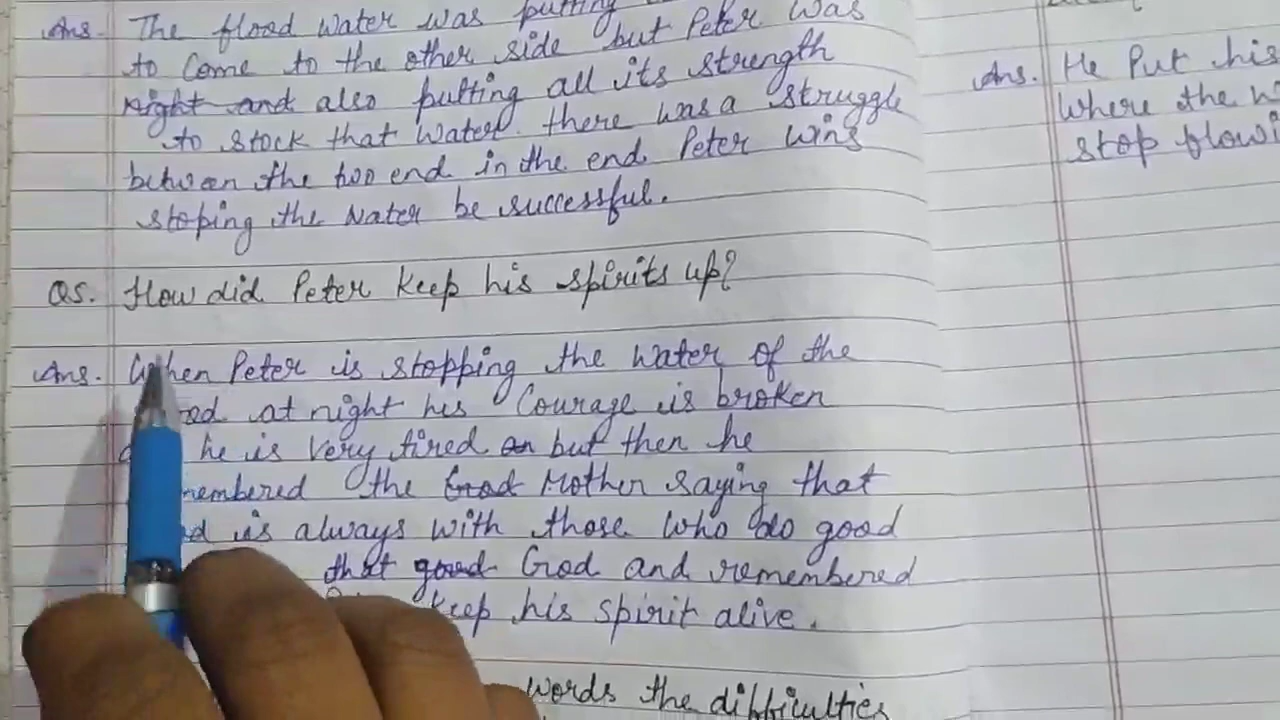 Ans. The flood water was putting
to come to the other side but Peter was
right and also putting all its strength
to stock that water. there was a struggle
between the two end in the end Peter wins
stoping the water be successful.
Q5. How did Peter keep his spirits up?
Ans. When Peter is stopping the water of the
at night his Courage is broken
he is very tired on but then he
membered the God Mother saying that
is always with those who do good
that good God and remembered
keep his spirit alive.
words the difficulties
Ans. He Put his
where the
stop flowi